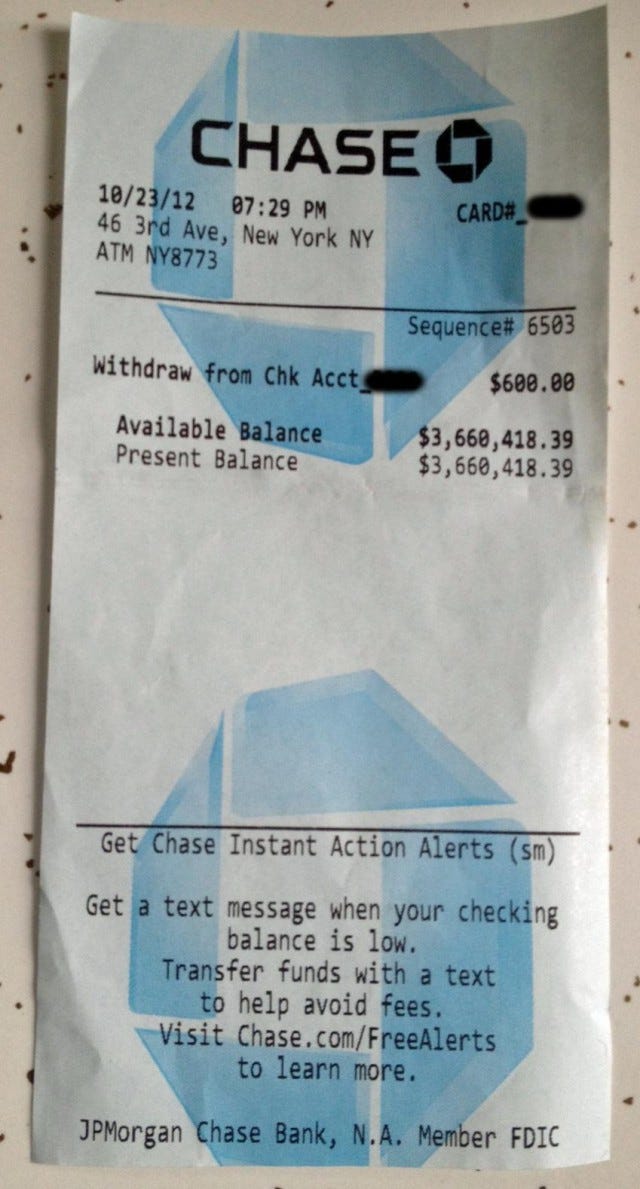 CHASE
10/23/12 07:29 PM CARD#_
46 3rd Ave, New York NY
ATM NY8773
Sequence# 6503
Withdraw from Chk Acct_ $600.00
Available Balance $3,660,418.39
Present Balance $3,660,418.39
Get Chase Instant Action Alerts (sm)
Get a text message when your checking
balance is low.
Transfer funds with a text
to help avoid fees.
Visit Chase.com/FreeAlerts
to learn more.
JPMorgan Chase Bank, N.A. Member FDIC